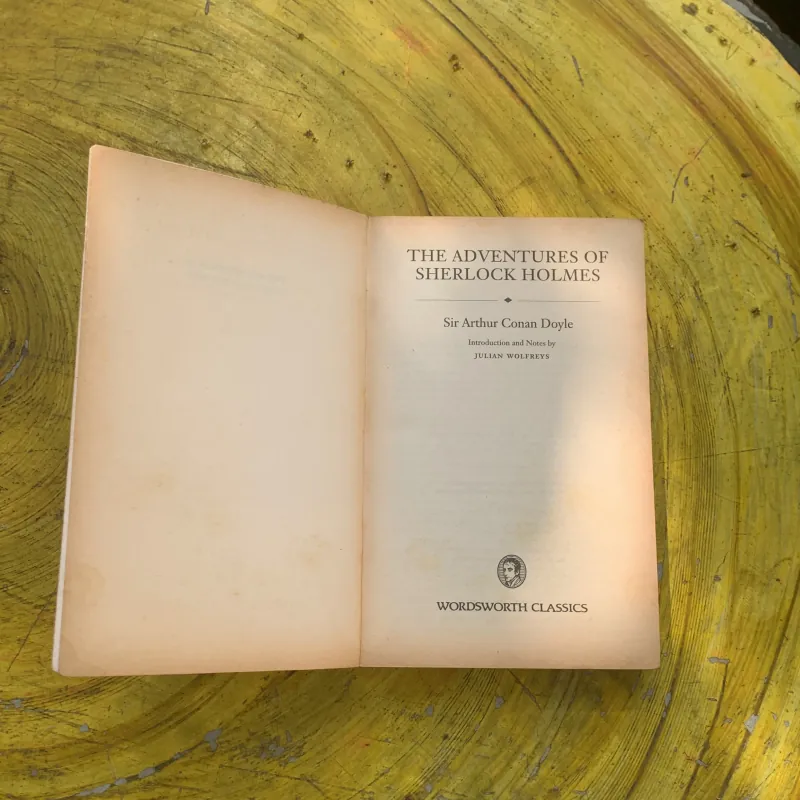 THE ADVENTURES OF
SHERLOCK HOLMES
Sir Arthur Conan Doyle
Introduction and Notes by
JULIAN WOLFREYS
WORDSWORTH CLASSICS